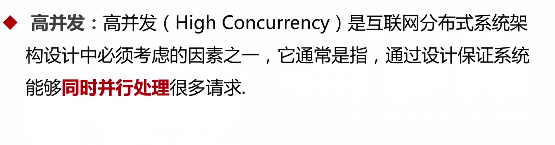 ◆ 高并发：高并发（High Concurrency）是互联网分布式系统架
构设计中必须考虑的因素之一，它通常是指，通过设计保证系统
能够同时并行处理很多请求.